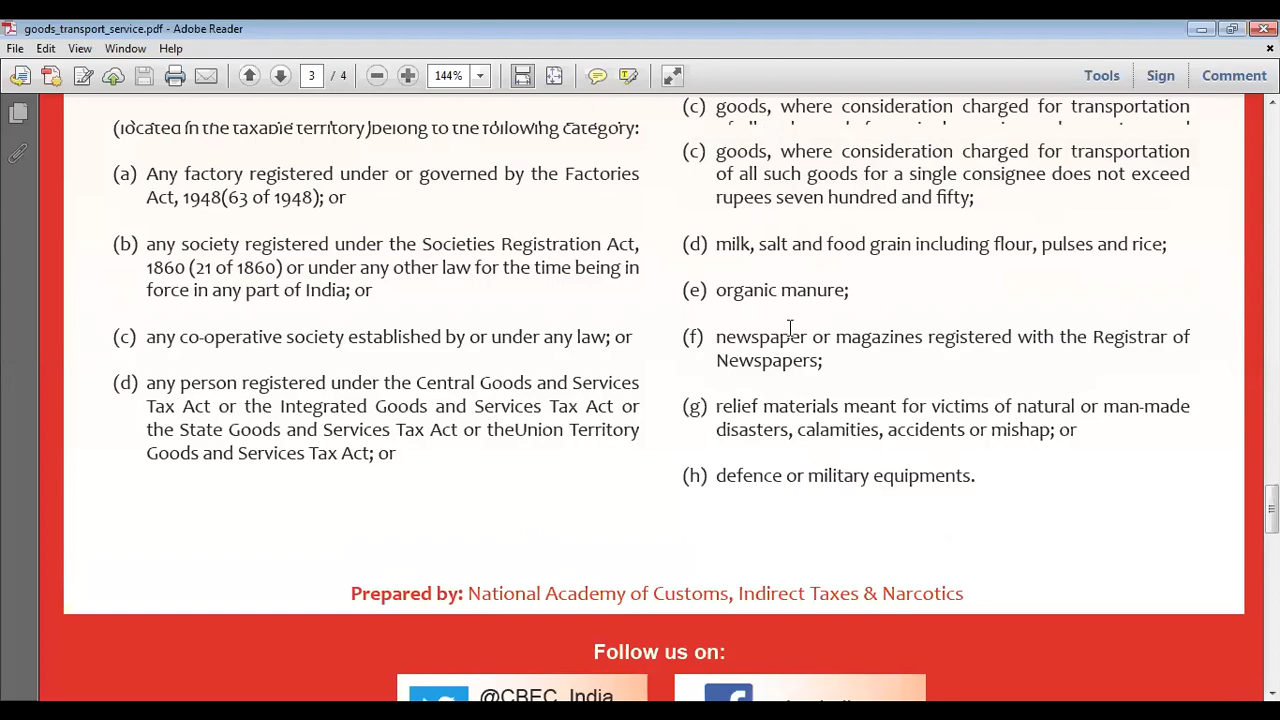 goods_transport_service.pdf - Adobe Reader
File Edit View Window Help
3 / 4 144% Tools Sign Comment
(located in the taxable territory)belong to the following category:
(a) Any factory registered under or governed by the Factories
Act, 1948(63 of 1948); or
(b) any society registered under the Societies Registration Act,
1860 (21 of 1860) or under any other law for the time being in
force in any part of India; or
(c) any co-operative society established by or under any law; or
(d) any person registered under the Central Goods and Services
Tax Act or the Integrated Goods and Services Tax Act or
the State Goods and Services Tax Act or theUnion Territory
Goods and Services Tax Act; or
(c) goods, where consideration charged for transportation
(c) goods, where consideration charged for transportation
of all such goods for a single consignee does not exceed
rupees seven hundred and fifty;
(d) milk, salt and food grain including flour, pulses and rice;
(e) organic manure;
(f) newspaper or magazines registered with the Registrar of
Newspapers;
(g) relief materials meant for victims of natural or man-made
disasters, calamities, accidents or mishap; or
(h) defence or military equipments.
Prepared by: National Academy of Customs, Indirect Taxes & Narcotics
Follow us on:
@CBEC_India